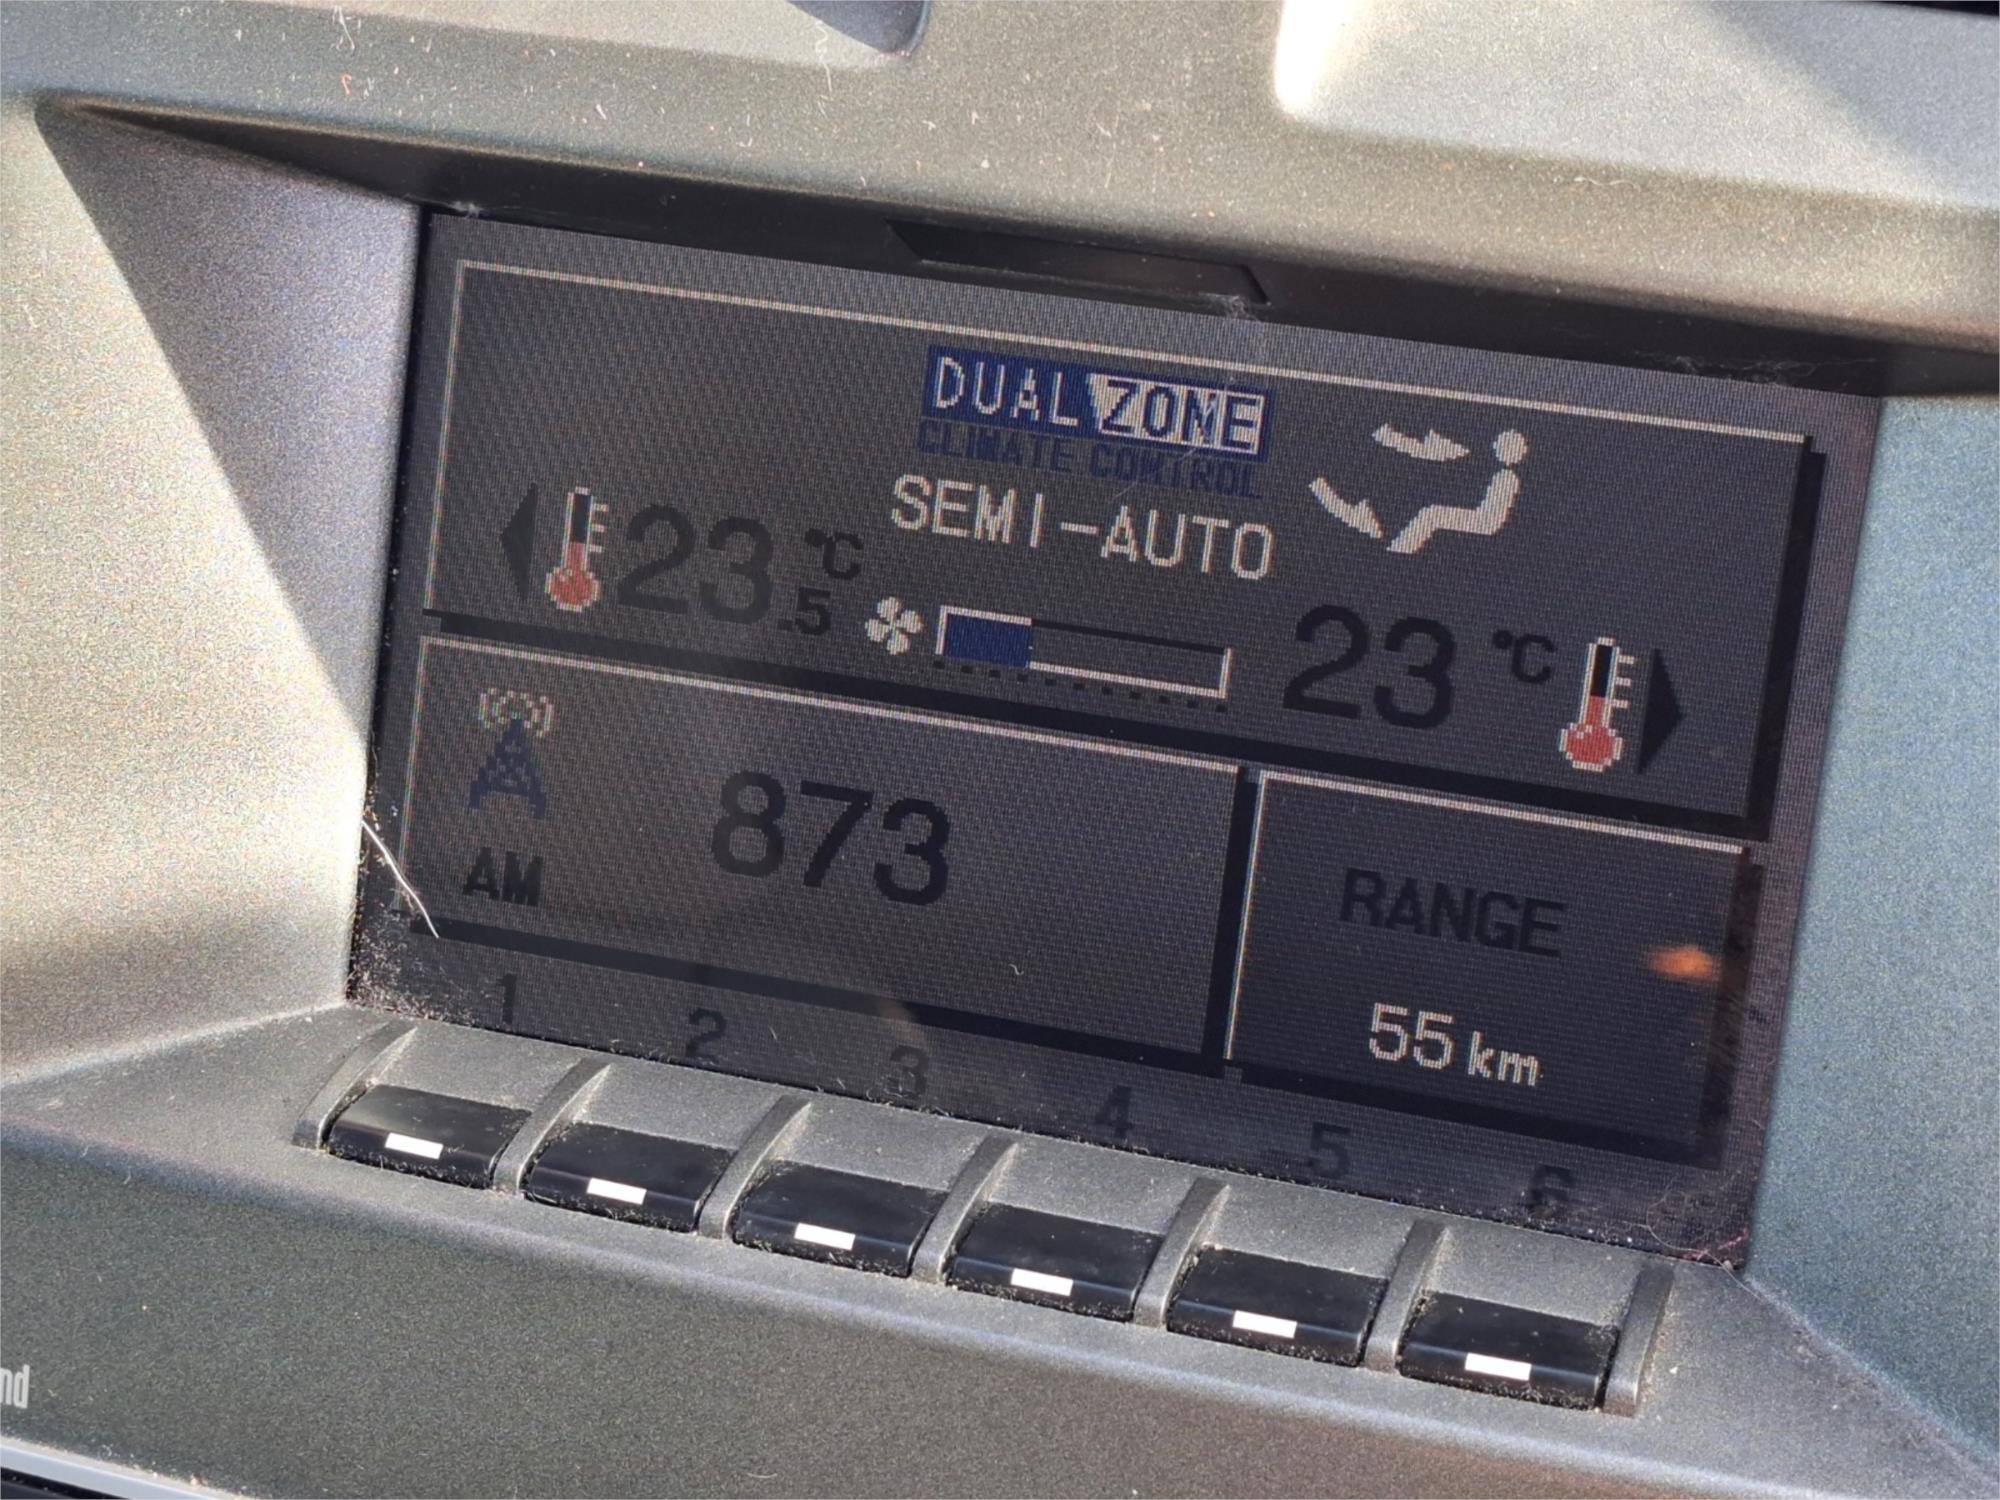 DUAL ZONE
CLIMATE CONTROL
SEMI-AUTO
23.5 °C
23 °C
AM
873
RANGE
55 km
1 2 3 4 5 6
nd